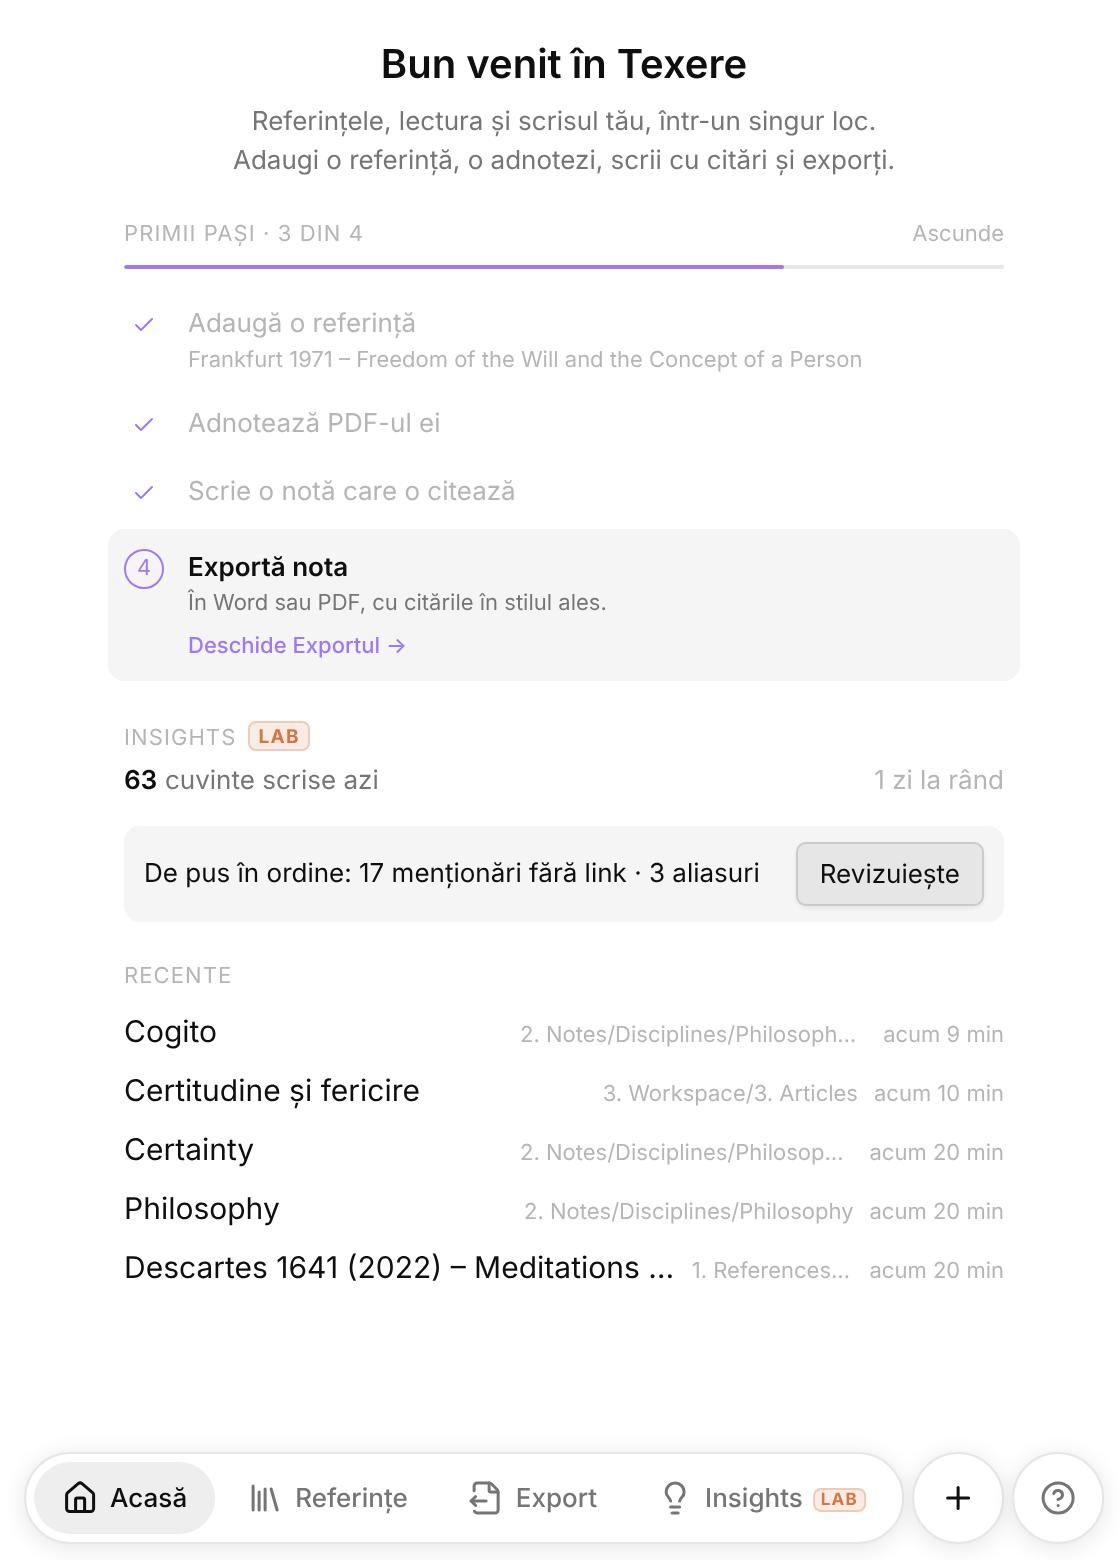 Bun venit în Texere
Referințele, lectura și scrisul tău, într-un singur loc.
Adaugi o referință, o adnotezi, scrii cu citări și exporți.
PRIMII PAȘI · 3 DIN 4
Ascunde
Adaugă o referință
Frankfurt 1971 – Freedom of the Will and the Concept of a Person
Adnotează PDF-ul ei
Scrie o notă care o citează
4
Exportă nota
În Word sau PDF, cu citările în stilul ales.
Deschide Exportul →
INSIGHTS LAB
63 cuvinte scrise azi
1 zi la rând
De pus în ordine: 17 menționări fără link · 3 aliasuri
Revizuiește
RECENTE
Cogito 2. Notes/Disciplines/Philosoph... acum 9 min
Certitudine și fericire 3. Workspace/3. Articles acum 10 min
Certainty 2. Notes/Disciplines/Philosop... acum 20 min
Philosophy 2. Notes/Disciplines/Philosophy acum 20 min
Descartes 1641 (2022) – Meditations ... 1. References... acum 20 min
Acasă Referințe Export Insights LAB + ?